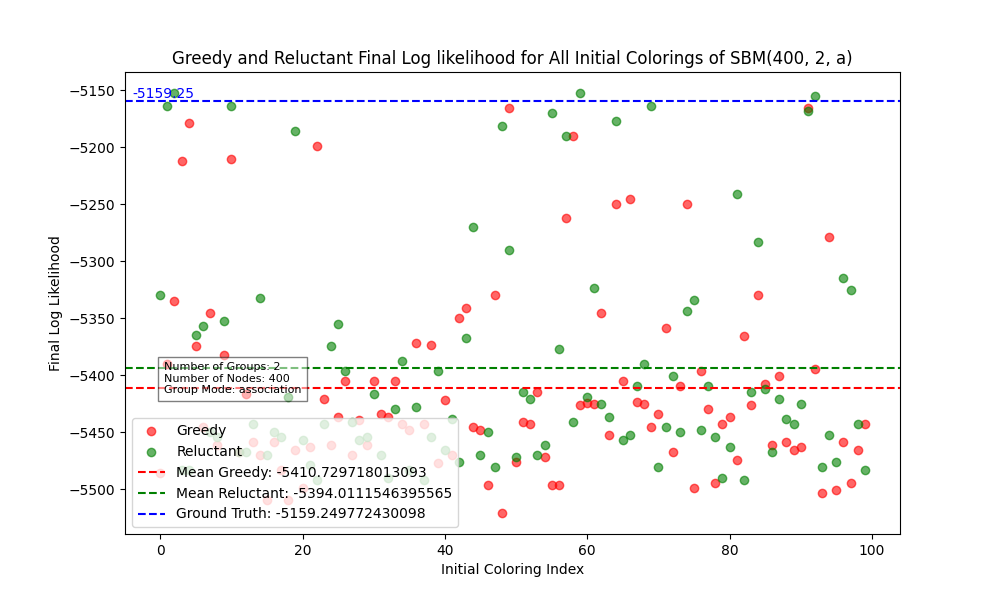 Greedy and Reluctant Final Log likelihood for All Initial Colorings of SBM(400, 2, a)
Final Log Likelihood
−5150
−5200
−5250
−5300
−5350
−5400
−5450
−5500
-5159.25
Number of Groups: 2
Number of Nodes: 400
Group Mode: association
Greedy
Reluctant
Mean Greedy: -5410.729718013093
Mean Reluctant: -5394.0111546395565
Ground Truth: -5159.249772430098
0 20 40 60 80 100
Initial Coloring Index